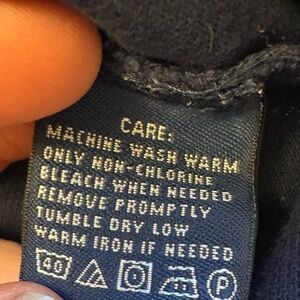 CARE:
MACHINE WASH WARM
ONLY NON-CHLORINE
BLEACH WHEN NEEDED
REMOVE PROMPTLY
TUMBLE DRY LOW
WARM IRON IF NEEDED
40 P